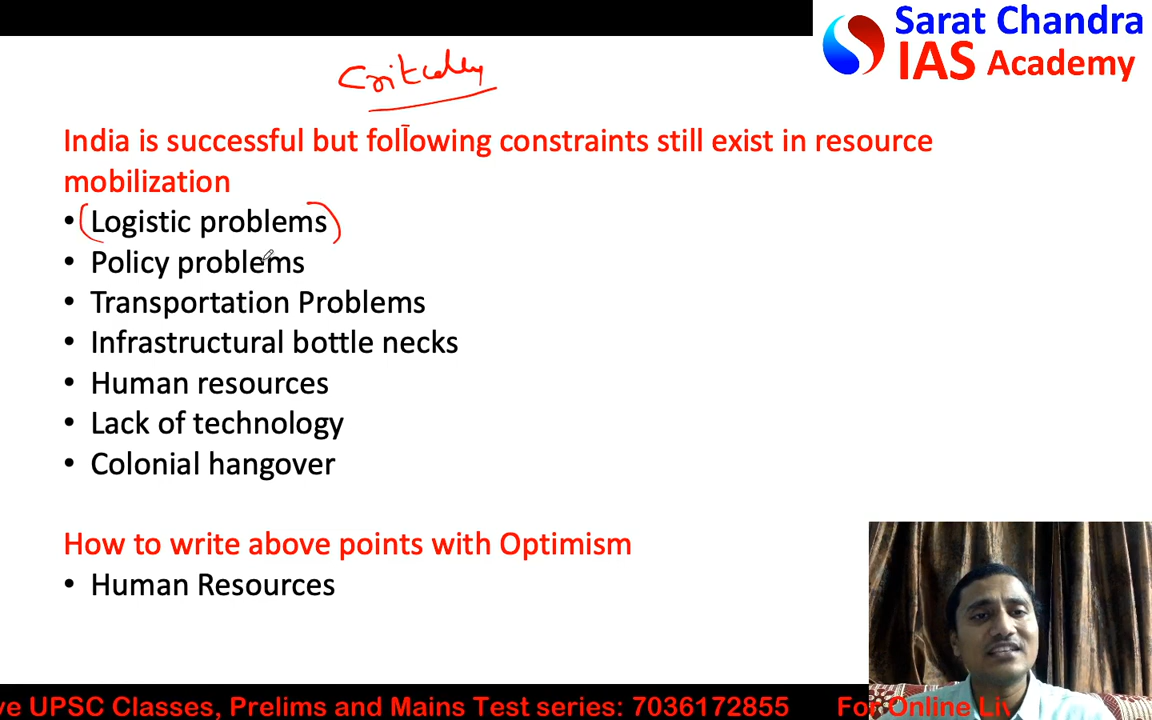 Sarat Chandra
IAS Academy
India is successful but following constraints still exist in resource
mobilization
• Logistic problems
• Policy problems
• Transportation Problems
• Infrastructural bottle necks
• Human resources
• Lack of technology
• Colonial hangover
How to write above points with Optimism
• Human Resources
ve UPSC Classes, Prelims and Mains Test series: 7036172855 For Online Liv